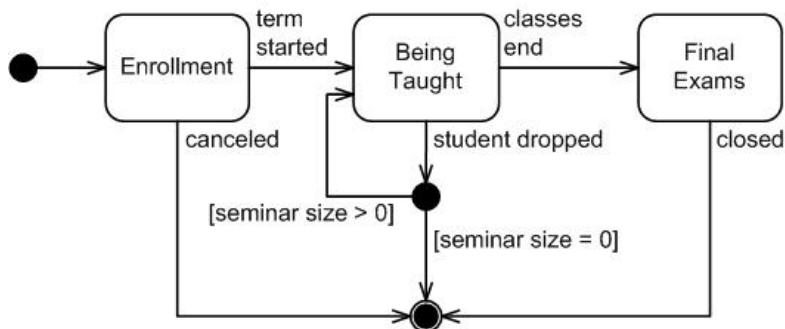 term
started
classes
end
Enrollment
Being
Taught
Final
Exams
canceled
student dropped
closed
[seminar size > 0]
[seminar size = 0]